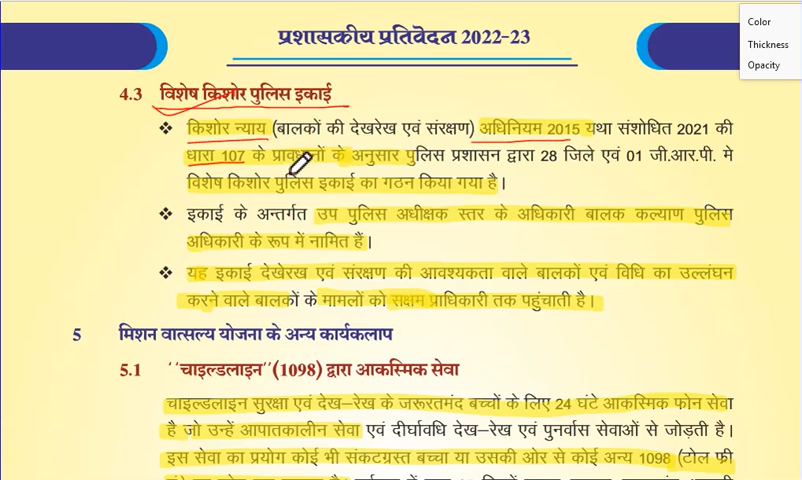 Color
Thickness
Opacity
प्रशासकीय प्रतिवेदन 2022-23
4.3 विशेष किशोर पुलिस इकाई
❖ किशोर न्याय (बालकों की देखरेख एवं संरक्षण) अधिनियम 2015 यथा संशोधित 2021 की
धारा 107 के प्रावधानों के अनुसार पुलिस प्रशासन द्वारा 28 जिले एवं 01 जी.आर.पी. मे
विशेष किशोर पुलिस इकाई का गठन किया गया है।
❖ इकाई के अन्तर्गत उप पुलिस अधीक्षक स्तर के अधिकारी बालक कल्याण पुलिस
अधिकारी के रूप में नामित हैं।
❖ यह इकाई देखेरख एवं संरक्षण की आवश्यकता वाले बालकों एवं विधि का उल्लंघन
करने वाले बालकों के मामलों को सक्षम प्राधिकारी तक पहुंचाती है।
5 मिशन वात्सल्य योजना के अन्य कार्यकलाप
5.1 ''चाइल्डलाइन''(1098) द्वारा आकस्मिक सेवा
चाइल्डलाइन सुरक्षा एवं देख–रेख के जरूरतमंद बच्चों के लिए 24 घंटे आकस्मिक फोन सेवा
है जो उन्हें आपातकालीन सेवा एवं दीर्घावधि देख–रेख एवं पुनर्वास सेवाओं से जोड़ती है।
इस सेवा का प्रयोग कोई भी संकटग्रस्त बच्चा या उसकी ओर से कोई अन्य 1098 (टोल फ्री